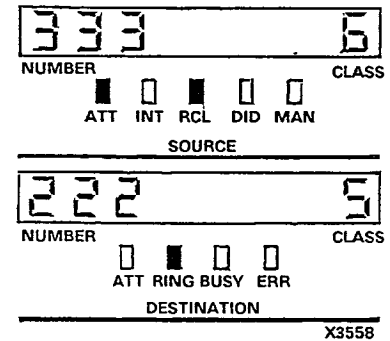 333 6
NUMBER CLASS
ATT INT RCL DID MAN
SOURCE
222 5
NUMBER CLASS
ATT RING BUSY ERR
DESTINATION
X3558